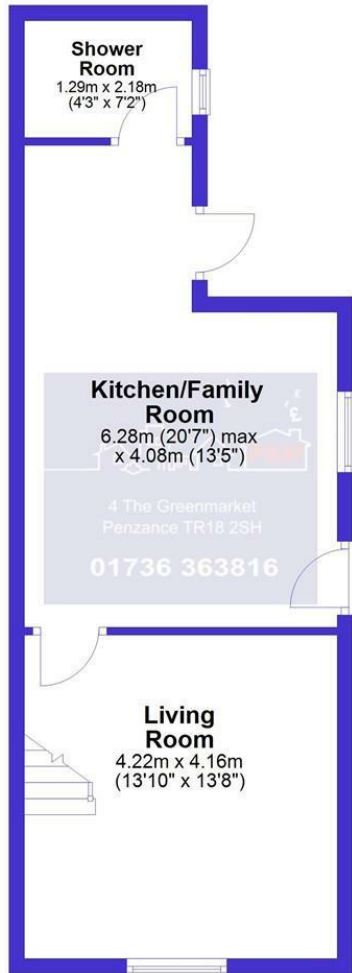 Shower
Room
1.29m x 2.18m
(4'3" x 7'2")
Kitchen/Family
Room
6.28m (20'7") max
x 4.08m (13'5")
4 The Greenmarket
Penzance TR18 2SH
01736 363816
Living
Room
4.22m x 4.16m
(13'10" x 13'8")